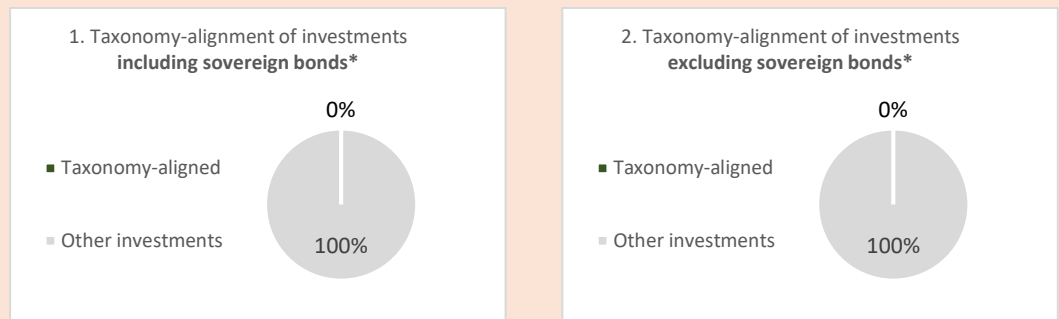 1. Taxonomy-alignment of investments
including sovereign bonds*
0%
Taxonomy-aligned
Other investments
100%
2. Taxonomy-alignment of investments
excluding sovereign bonds*
0%
Taxonomy-aligned
Other investments
100%